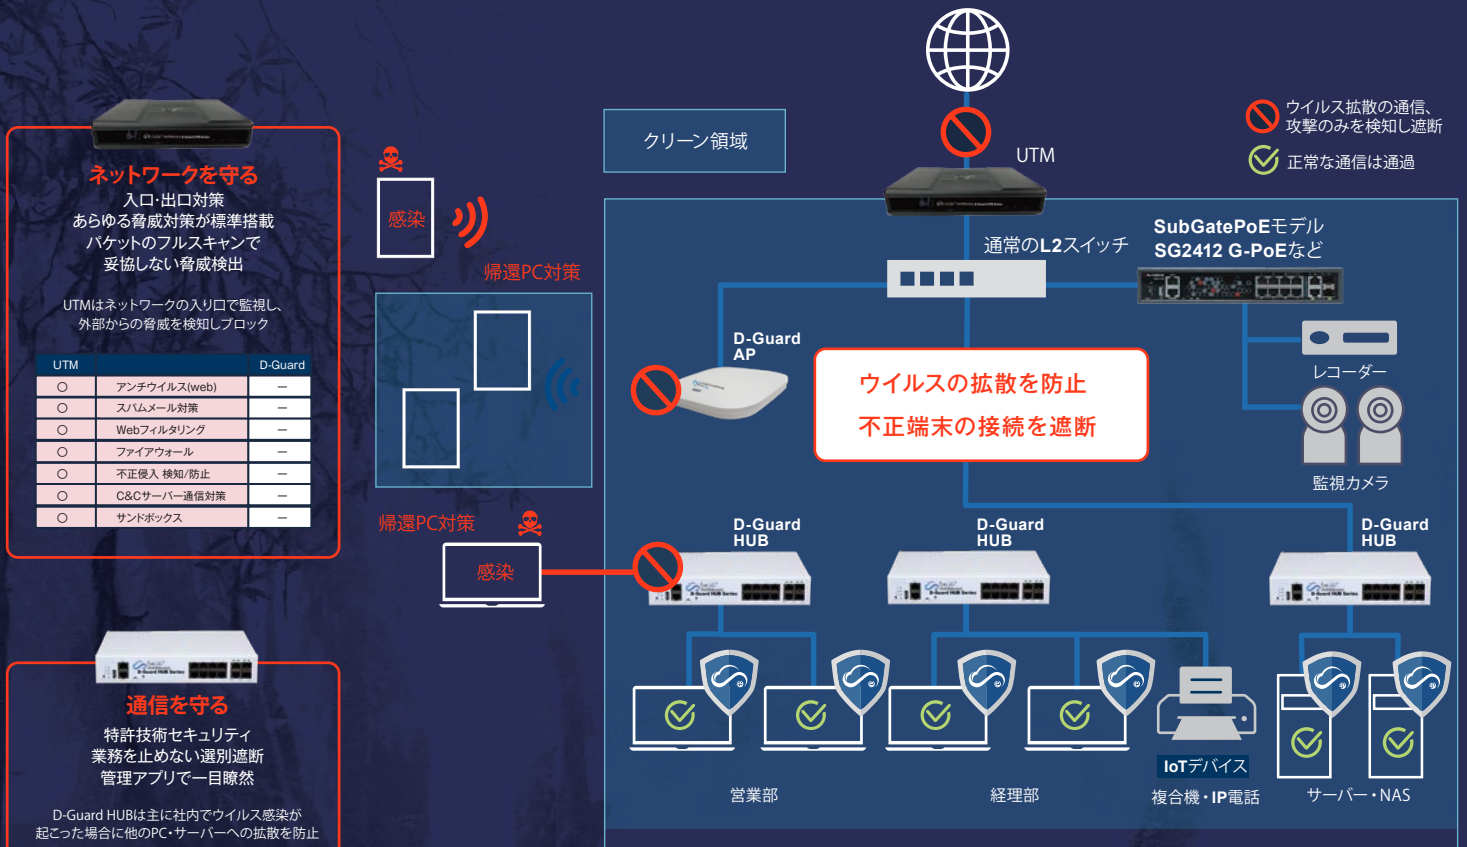 ネットワークを守る
入口・出口対策
あらゆる脅威対策が標準搭載
パケットのフルスキャンで
妥協しない脅威検出
UTMはネットワークの入り口で監視し、
外部からの脅威を検知しブロック
UTM D-Guard
〇 アンチウイルス(web) ―
〇 スパムメール対策 ―
〇 Webフィルタリング ―
〇 ファイアウォール ―
〇 不正侵入 検知/防止 ―
〇 C&Cサーバー通信対策 ―
〇 サンドボックス ―
D-Guard HUB Series
通信を守る
特許技術セキュリティ
業務を止めない選別遮断
管理アプリで一目瞭然
D-Guard HUBは主に社内でウイルス感染が
起こった場合に他のPC・サーバーへの拡散を防止
感染
帰還PC対策
帰還PC対策
感染
クリーン領域
UTM
ウイルス拡散の通信、
攻撃のみを検知し遮断
正常な通信は通過
通常のL2スイッチ
SubGatePoEモデル
SG2412 G-PoEなど
D-Guard
AP
ウイルスの拡散を防止
不正端末の接続を遮断
レコーダー
監視カメラ
D-Guard
HUB
D-Guard HUB Series
D-Guard
HUB
D-Guard HUB Series
D-Guard
HUB
D-Guard HUB Series
営業部
経理部
IoTデバイス
複合機・IP電話
サーバー・NAS